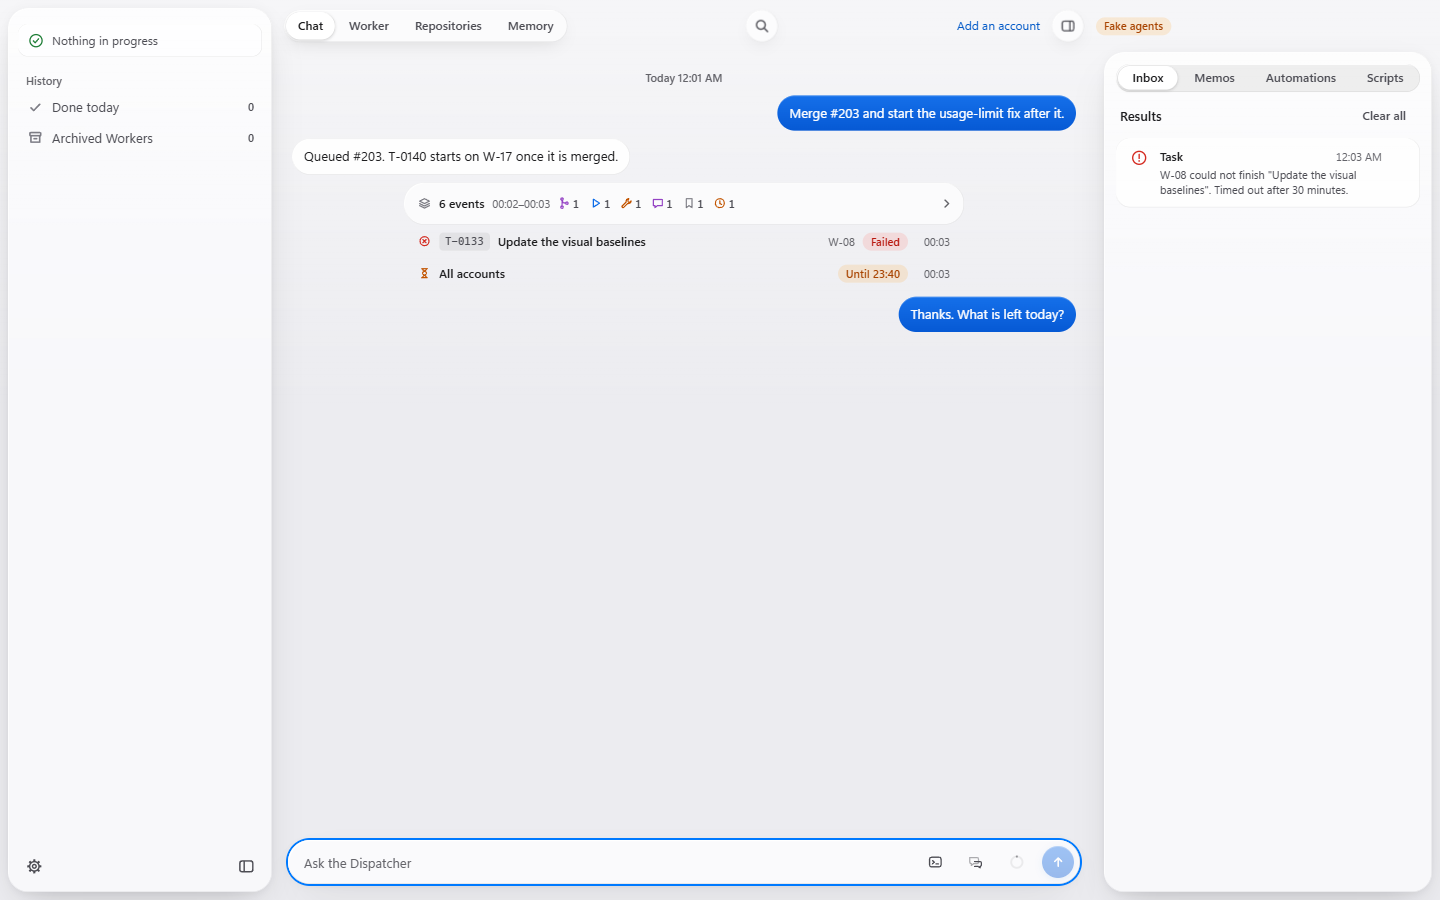 Nothing in progress
History
Done today 0
Archived Workers 0
Chat Worker Repositories Memory
Add an account
Fake agents
Today 12:01 AM
Merge #203 and start the usage-limit fix after it.
Queued #203. T-0140 starts on W-17 once it is merged.
6 events 00:02–00:03 1 1 1 1 1 1
T-0133 Update the visual baselines W-08 Failed 00:03
All accounts Until 23:40 00:03
Thanks. What is left today?
Ask the Dispatcher
Inbox Memos Automations Scripts
Results Clear all
Task 12:03 AM
W-08 could not finish "Update the visual
baselines". Timed out after 30 minutes.